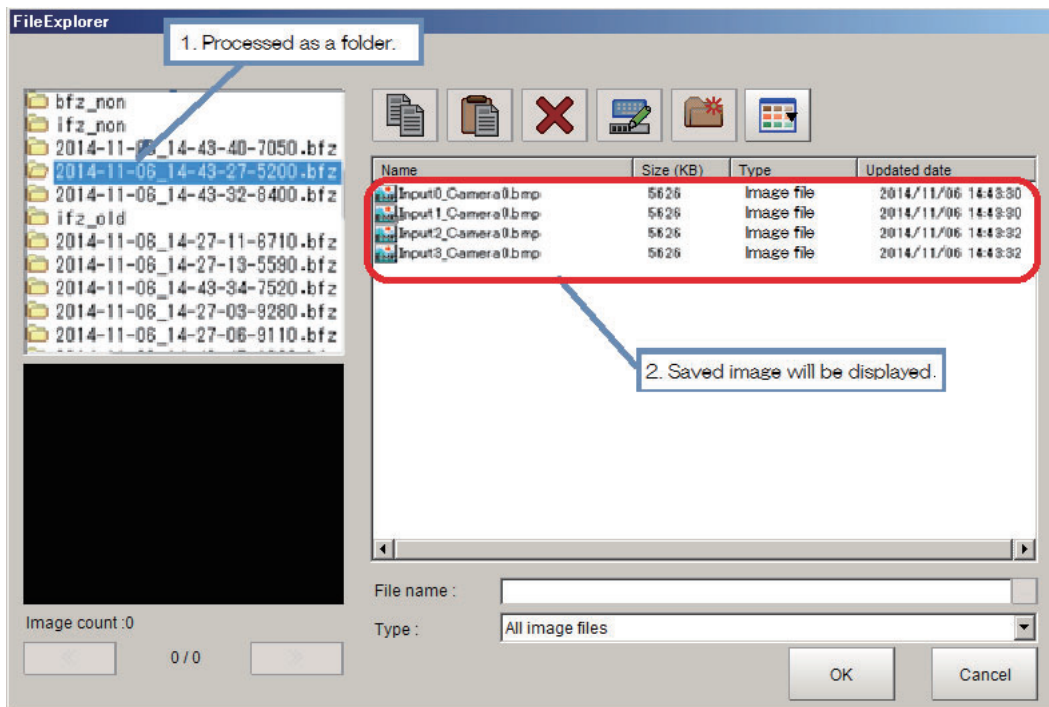 FileExplorer
1. Processed as a folder.
bfz_non
ifz_non
2014-11-06_14-43-40-7050.bfz
2014-11-06_14-43-27-5200.bfz
2014-11-06_14-43-32-8400.bfz
ifz_old
2014-11-06_14-27-11-6710.bfz
2014-11-06_14-27-13-5590.bfz
2014-11-06_14-43-34-7520.bfz
2014-11-06_14-27-03-9280.bfz
2014-11-06_14-27-06-9110.bfz
Name Size (KB) Type Updated date
Input0_Camera0.bmp 5626 Image file 2014/11/06 14:43:30
Input1_Camera0.bmp 5626 Image file 2014/11/06 14:43:30
Input2_Camera0.bmp 5626 Image file 2014/11/06 14:43:32
Input3_Camera0.bmp 5626 Image file 2014/11/06 14:43:32
2. Saved image will be displayed.
Image count :0
0 / 0
File name :
Type : All image files
OK Cancel